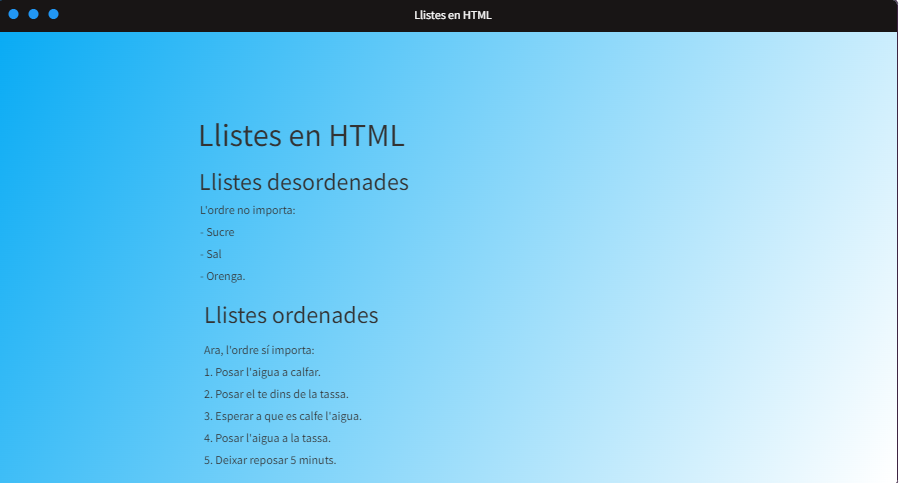 Llistes en HTML
Llistes en HTML
Llistes desordenades
L'ordre no importa:
- Sucre
- Sal
- Orenga.
Llistes ordenades
Ara, l'ordre sí importa:
1. Posar l'aigua a calfar.
2. Posar el te dins de la tassa.
3. Esperar a que es calfe l'aigua.
4. Posar l'aigua a la tassa.
5. Deixar reposar 5 minuts.